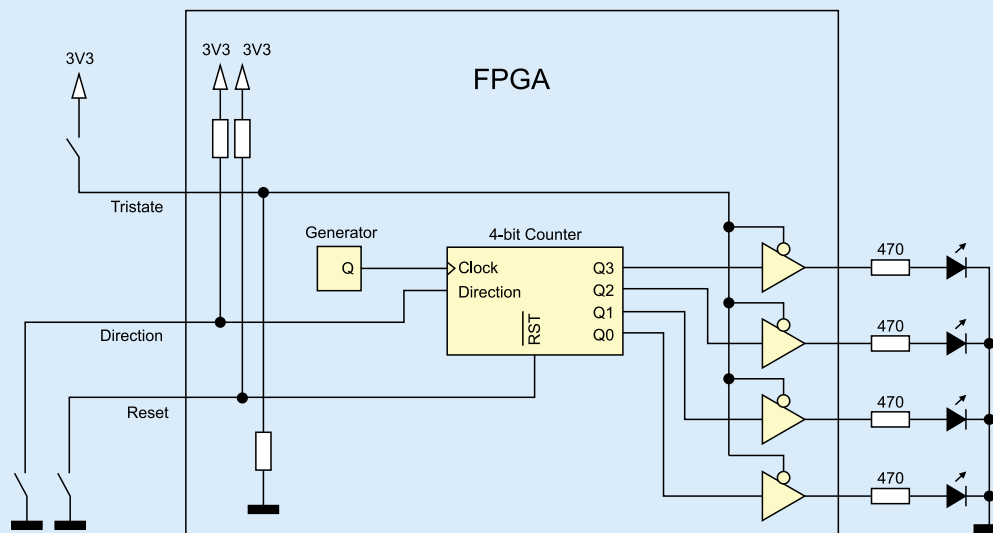 FPGA
3V3
3V3 3V3
Tristate
Generator
Q
4-bit Counter
Clock
Direction
RST
Q3
Q2
Q1
Q0
Direction
Reset
470
470
470
470